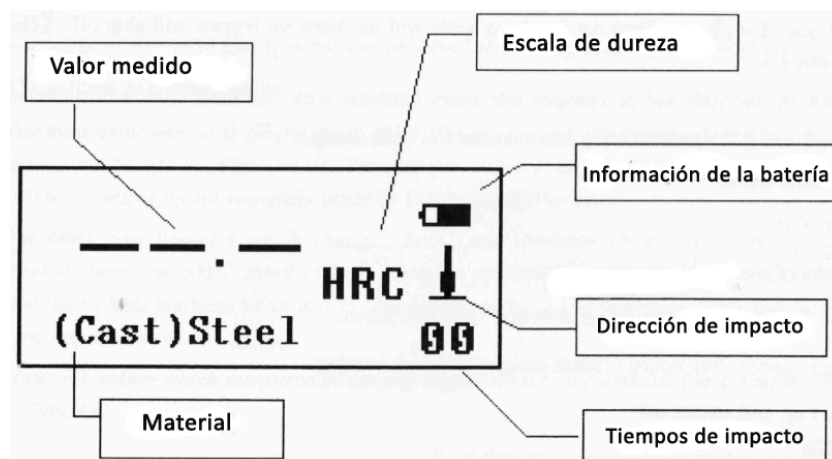 Valor medido
Escala de dureza
Información de la batería
HRC
(Cast)Steel
Dirección de impacto
Material
Tiempos de impacto